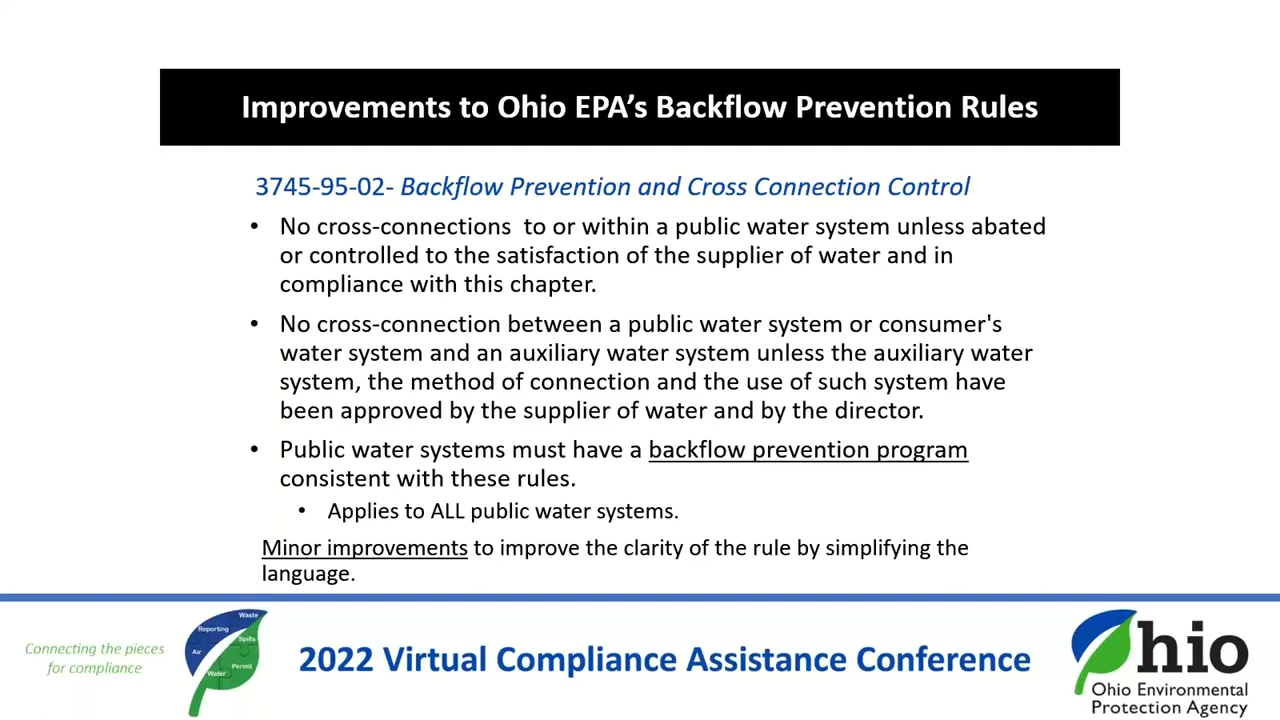 Improvements to Ohio EPA’s Backflow Prevention Rules
3745-95-02- Backflow Prevention and Cross Connection Control
• No cross-connections to or within a public water system unless abated
or controlled to the satisfaction of the supplier of water and in
compliance with this chapter.
• No cross-connection between a public water system or consumer's
water system and an auxiliary water system unless the auxiliary water
system, the method of connection and the use of such system have
been approved by the supplier of water and by the director.
• Public water systems must have a backflow prevention program
consistent with these rules.
• Applies to ALL public water systems.
Minor improvements to improve the clarity of the rule by simplifying the
language.
Connecting the pieces
for compliance
Waste
Reporting
Spills
Air
Permit
Water
2022 Virtual Compliance Assistance Conference
Ohio
Ohio Environmental
Protection Agency